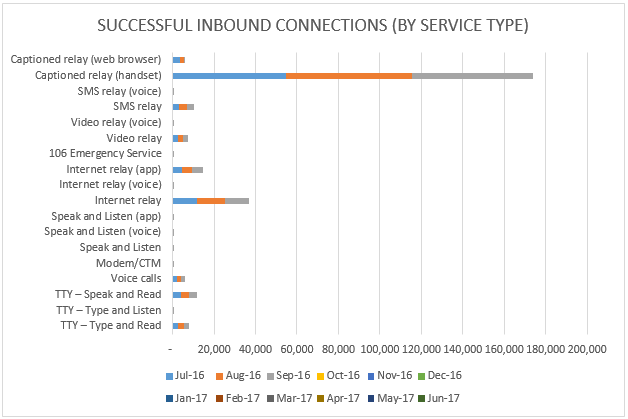 SUCCESSFUL INBOUND CONNECTIONS (BY SERVICE TYPE)
Captioned relay (web browser)
Captioned relay (handset)
SMS relay (voice)
SMS relay
Video relay (voice)
Video relay
106 Emergency Service
Internet relay (app)
Internet relay (voice)
Internet relay
Speak and Listen (app)
Speak and Listen (voice)
Speak and Listen
Modem/CTM
Voice calls
TTY – Speak and Read
TTY – Type and Listen
TTY – Type and Read
- 20,000 40,000 60,000 80,000 100,000 120,000 140,000 160,000 180,000 200,000
Jul-16 Aug-16 Sep-16 Oct-16 Nov-16 Dec-16
Jan-17 Feb-17 Mar-17 Apr-17 May-17 Jun-17